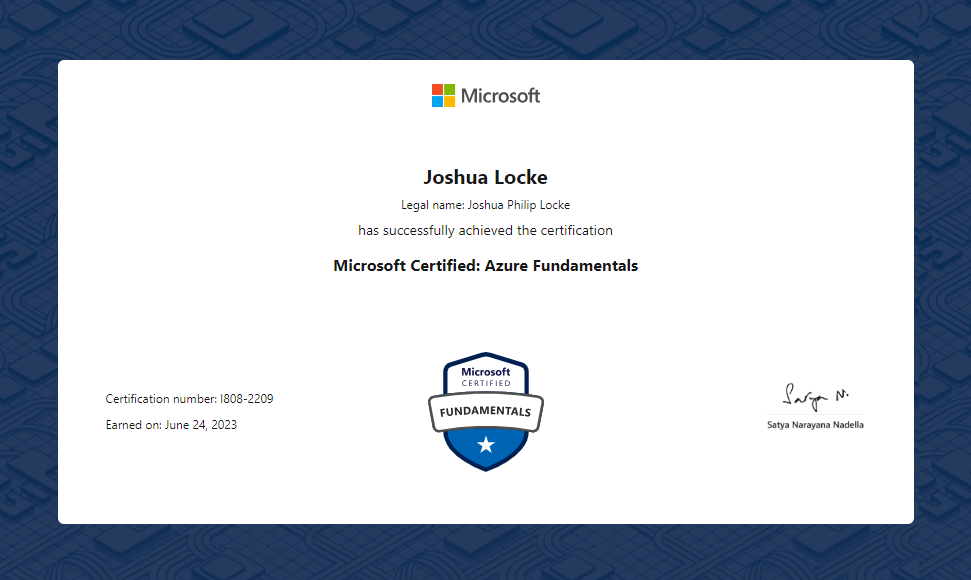 Microsoft
Joshua Locke
Legal name: Joshua Philip Locke
has successfully achieved the certification
Microsoft Certified: Azure Fundamentals
Microsoft
CERTIFIED
FUNDAMENTALS
Certification number: I808-2209
Earned on: June 24, 2023
Satya N.
Satya Narayana Nadella